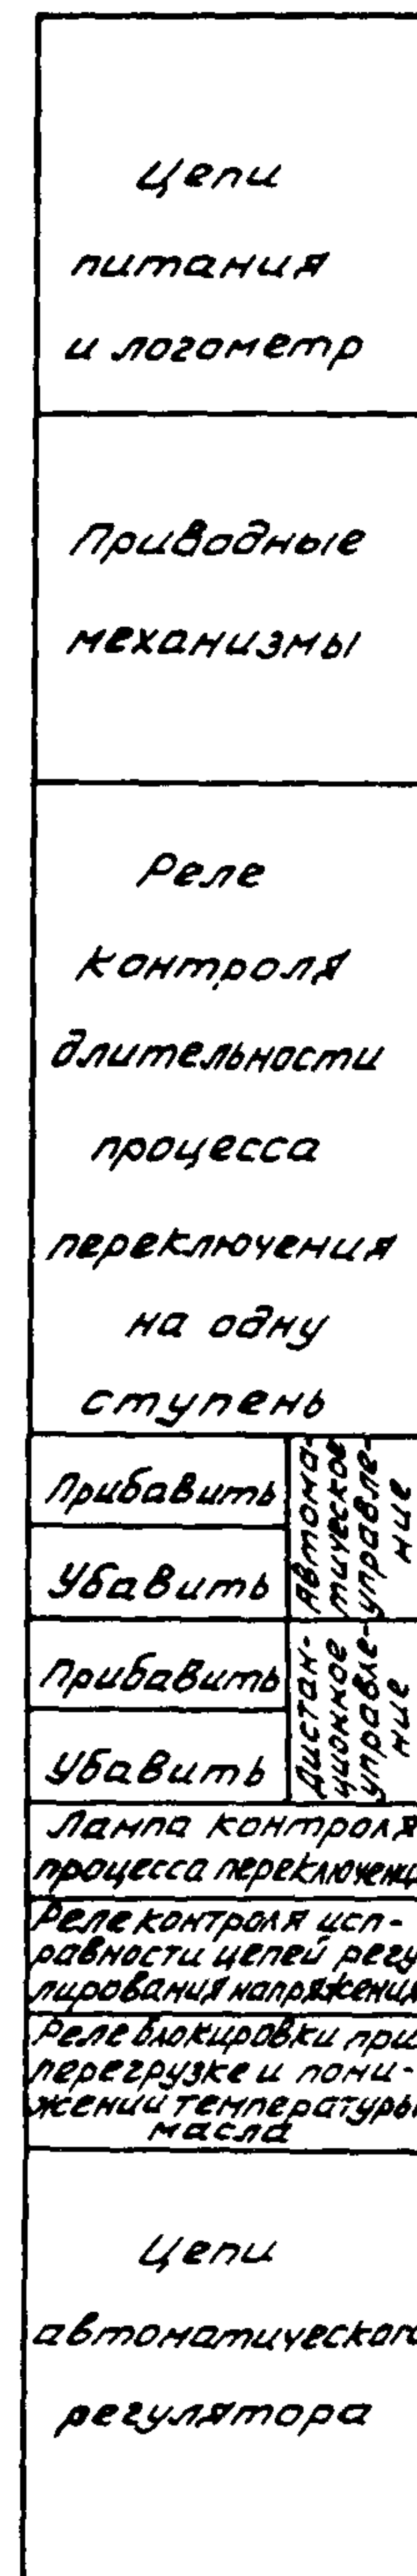 Цепи
питания
и логометр
Приводные
механизмы
Реле
контроля
длительности
процесса
переключения
на одну
ступень
Прибавить
Убавить
Автома-
тическое
управле-
ние
Прибавить
Убавить
Дистан-
ционное
управле-
ние
Лампа контроля
процесса переключени
Реле контроля исп-
равности цепей регу
лирования напряжения
Реле блокировки при
перегрузке и пони-
жении температуры
масла
Цепи
автоматического
регулятора